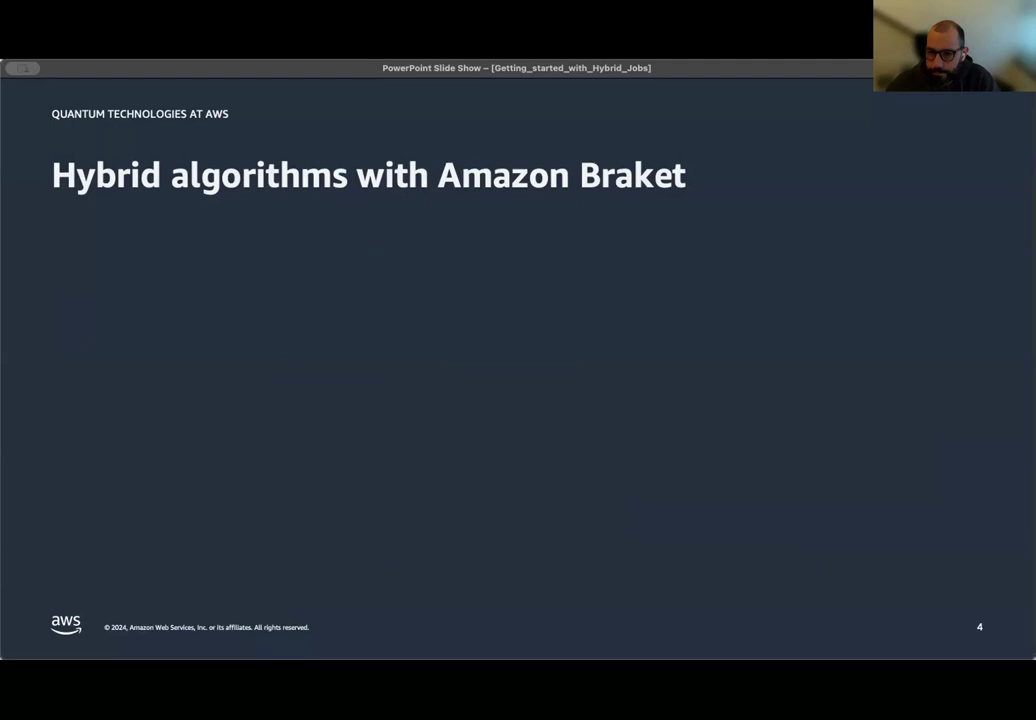 PowerPoint Slide Show – [Getting_started_with_Hybrid_Jobs]
QUANTUM TECHNOLOGIES AT AWS
Hybrid algorithms with Amazon Braket
aws
© 2024, Amazon Web Services, Inc. or its affiliates. All rights reserved.
4